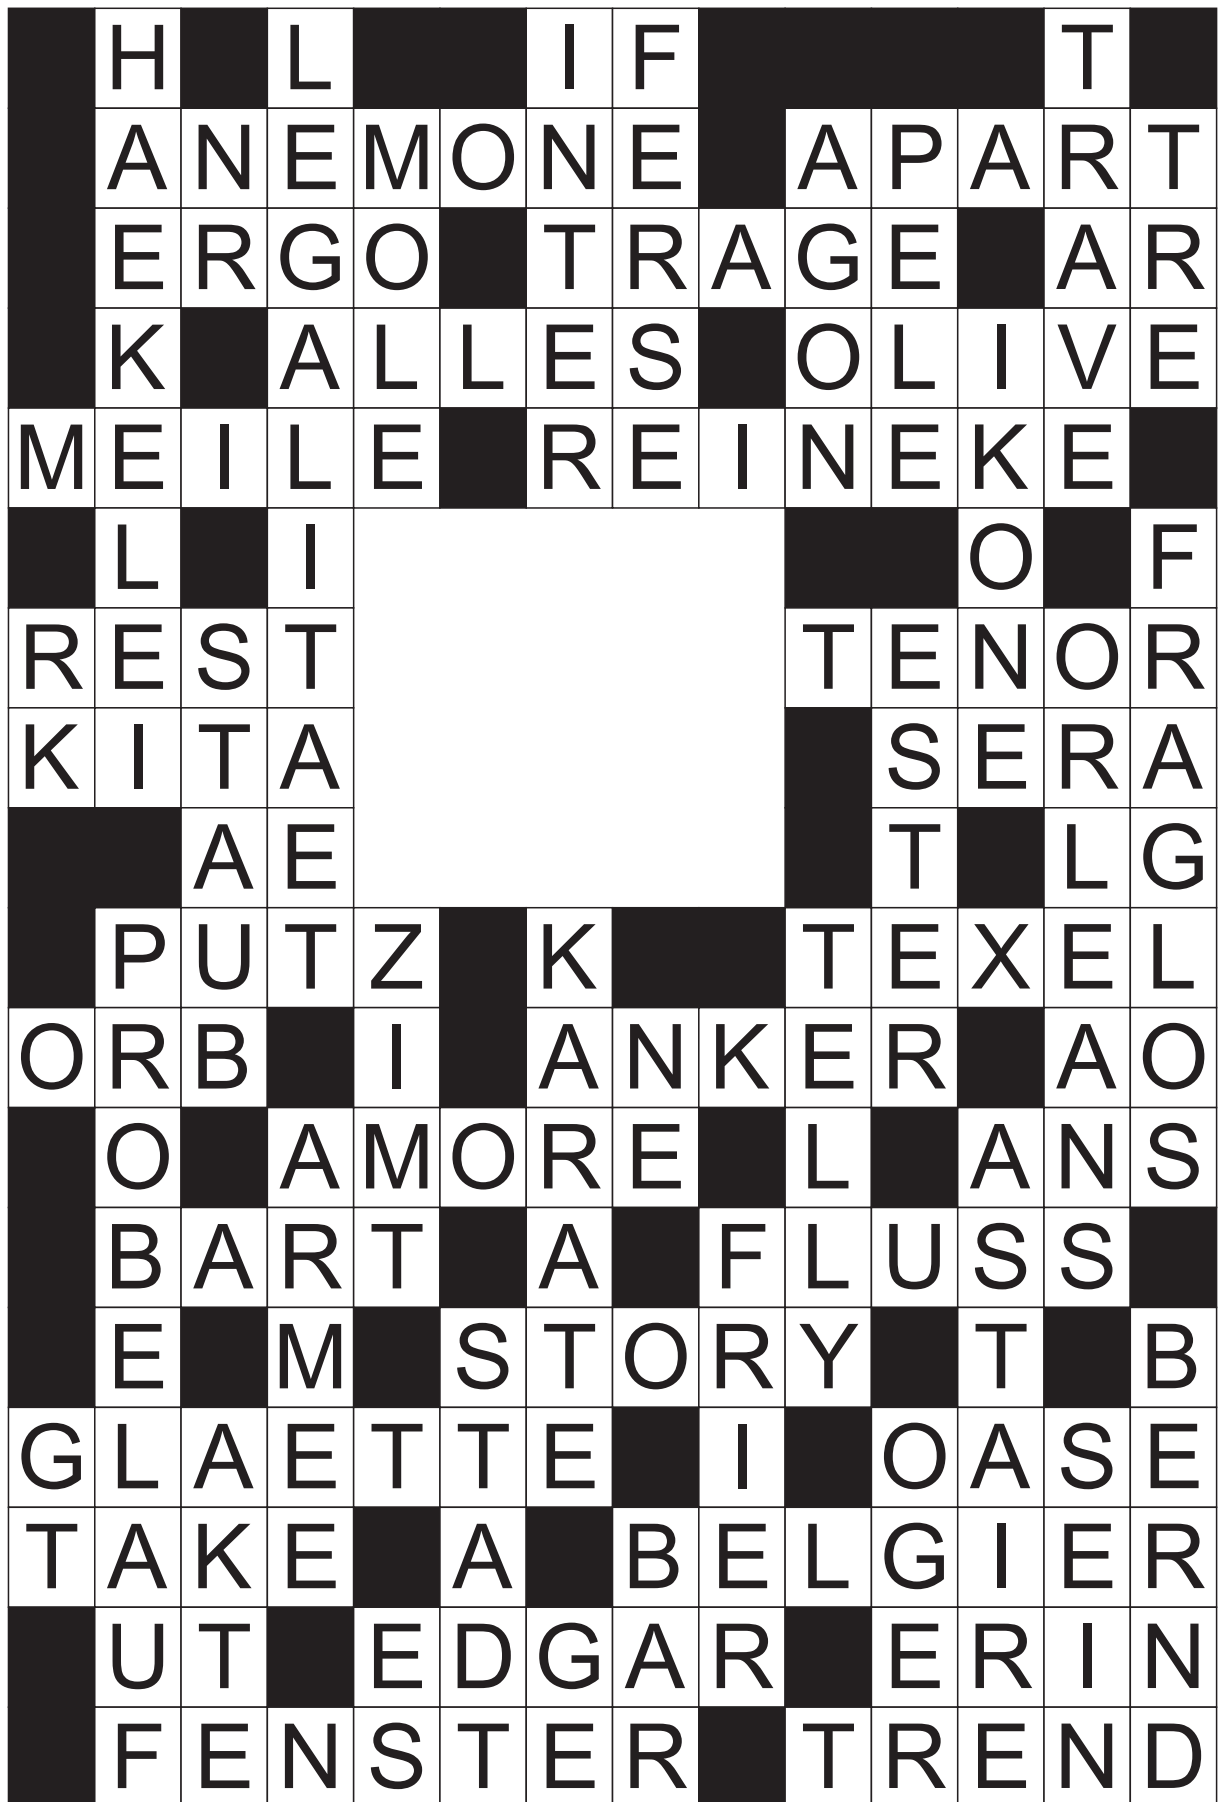 H L IF T
ANEMONE APART
ERGO TRAGE AR
K ALLES OLIVE
MEILE REINEKE
L I O F
REST TENOR
KITA SERA
AE T LG
PUTZ K TEXEL
ORB I ANKER AO
O AMORE L ANS
BART A FLUSS
E M STORY T B
GLAETTE I OASE
TAKE A BELGIER
UT EDGAR ERIN
FENSTER TREND